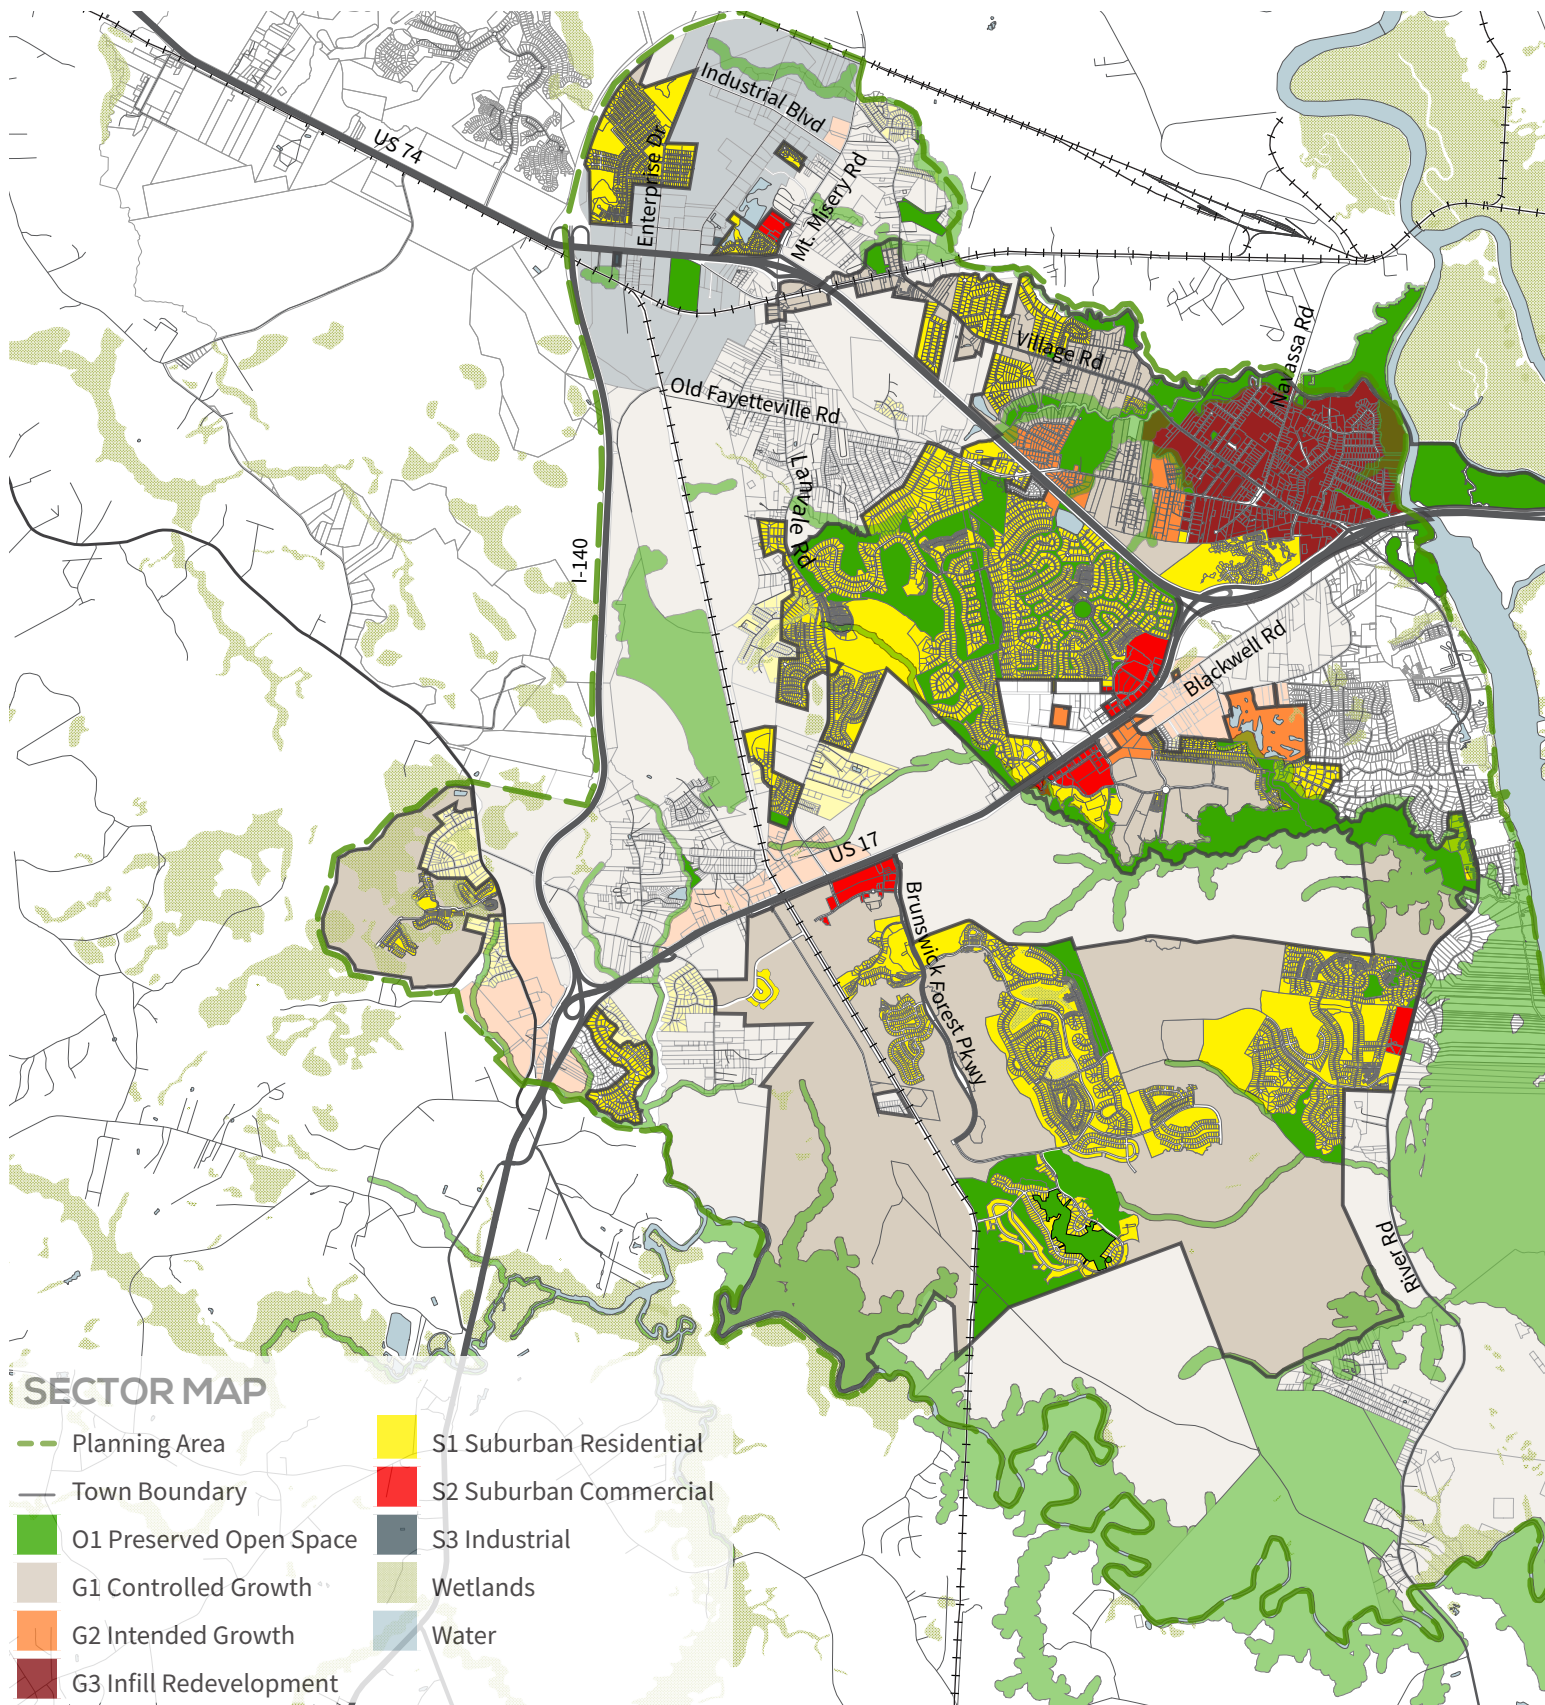 Industrial Blvd
US 74
Enterprise Dr
Mt. Misery Rd
Navassa Rd
Village Rd
Old Fayetteville Rd
Lanvale Rd
I-140
Blackwell Rd
US 17
Brunswick Forest Pkwy
River Rd
SECTOR MAP
Planning Area
Town Boundary
O1 Preserved Open Space
G1 Controlled Growth
G2 Intended Growth
G3 Infill Redevelopment
S1 Suburban Residential
S2 Suburban Commercial
S3 Industrial
Wetlands
Water